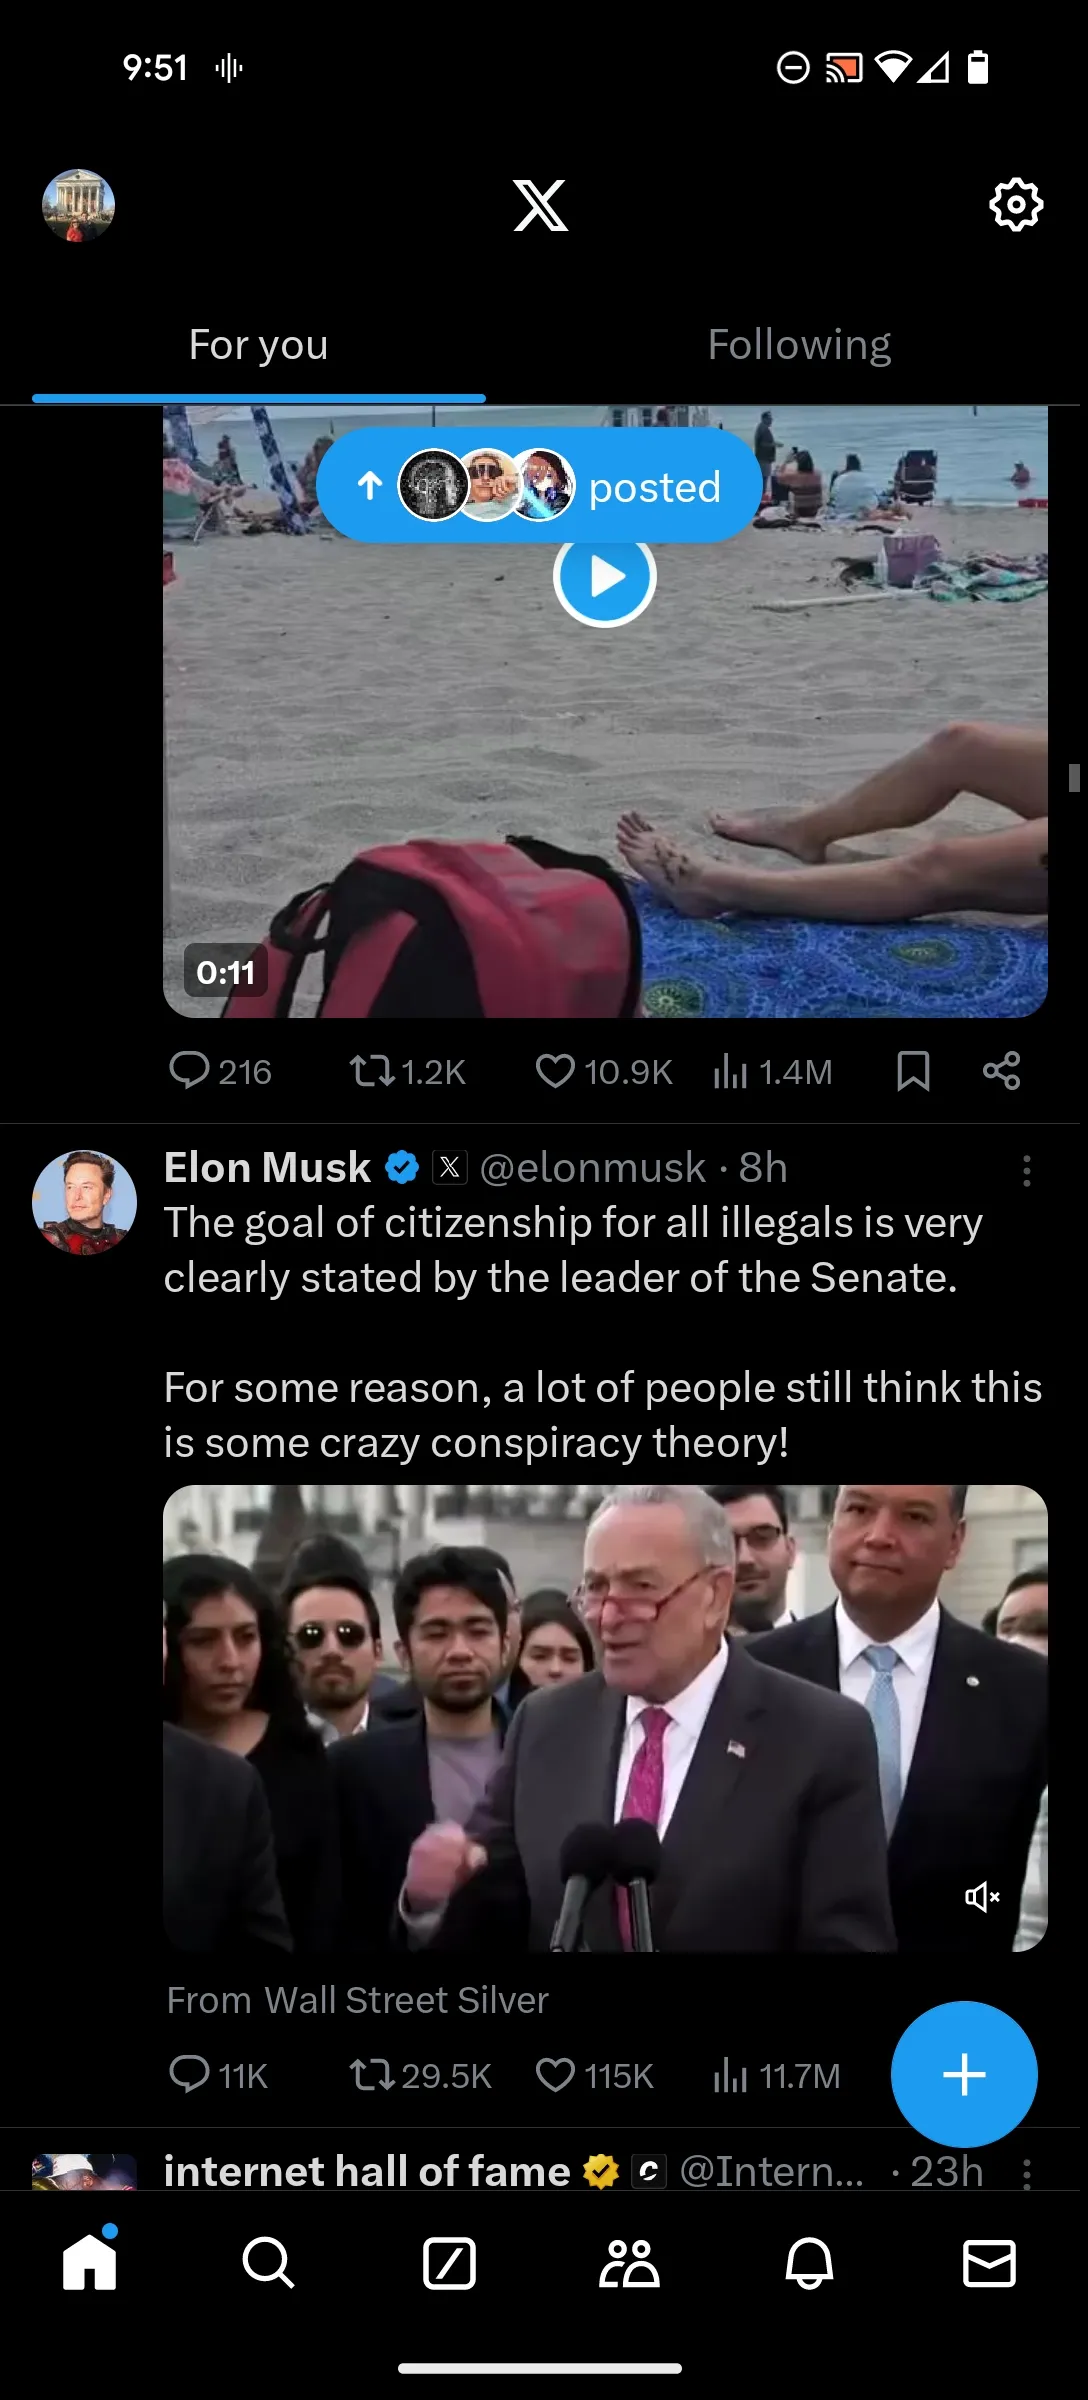 9:51
For you
Following
posted
0:11
216 1.2K 10.9K 1.4M
Elon Musk @elonmusk · 8h
The goal of citizenship for all illegals is very
clearly stated by the leader of the Senate.
For some reason, a lot of people still think this
is some crazy conspiracy theory!
From Wall Street Silver
11K 29.5K 115K 11.7M
internet hall of fame @Intern... · 23h